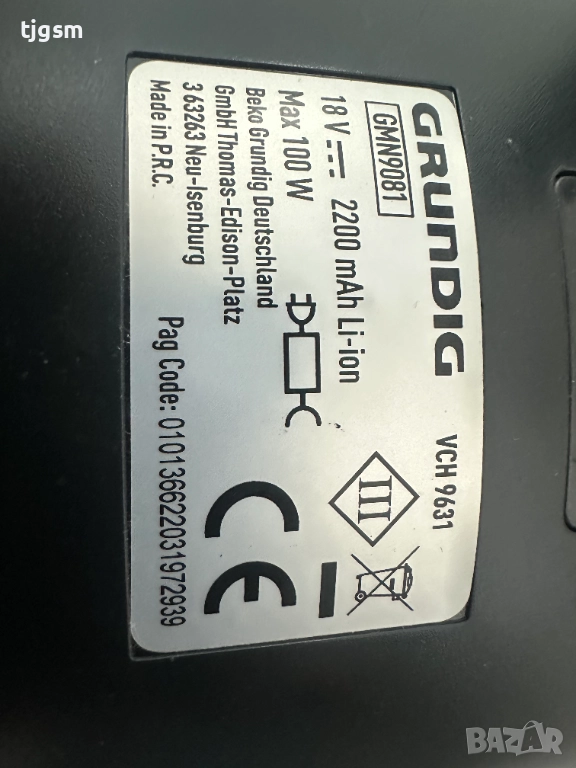 tjgsm
GRUNDIG
VCH 9631
GMN9081
18 V 2200 mAh Li-ion
Max 100 W
Beko Grundig Deutschland
GmbH Thomas-Edison-Platz
3 63263 Neu-Isenburg
Made in P.R.C.
Pag Code: 01013662203197​2939
III
CE
BAZAR